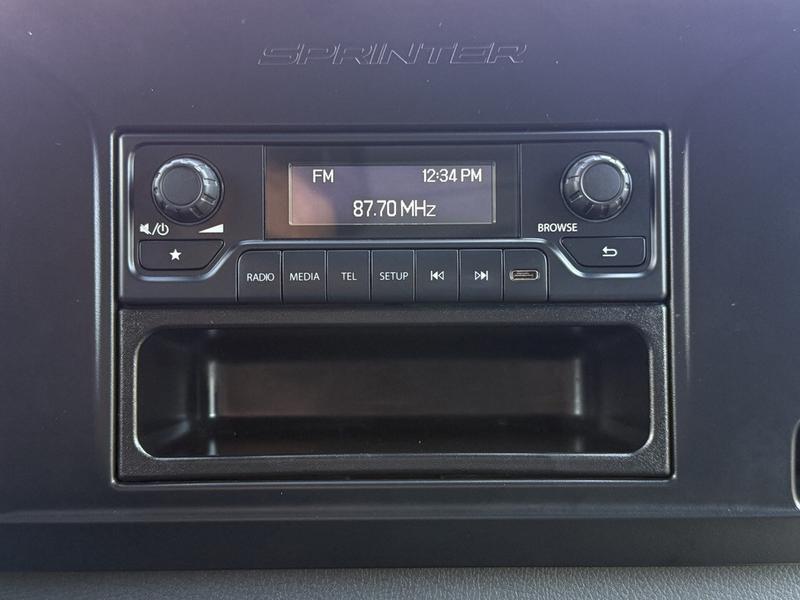 SPRINTER
FM 12:34 PM
87.70 MHz
BROWSE
RADIO MEDIA TEL SETUP